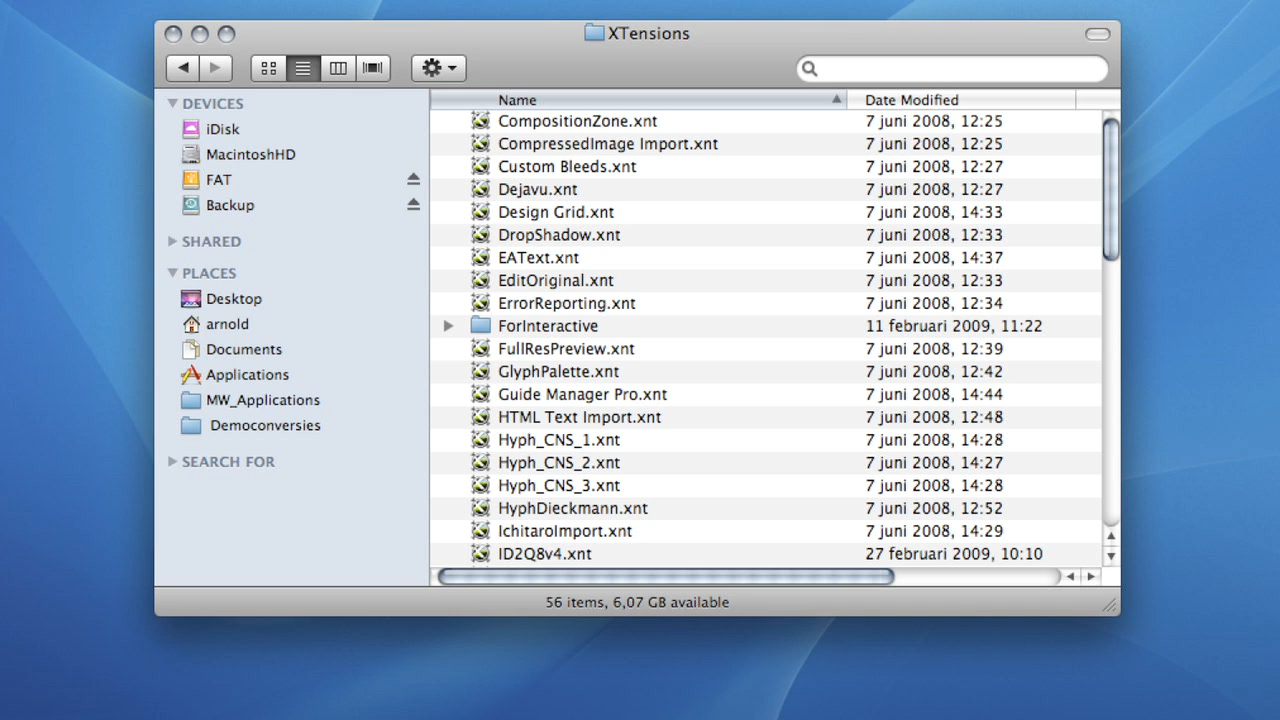 XTensions
DEVICES
iDisk
MacintoshHD
FAT
Backup
SHARED
PLACES
Desktop
arnold
Documents
Applications
MW_Applications
Democonversies
SEARCH FOR
Name Date Modified
CompositionZone.xnt 7 juni 2008, 12:25
CompressedImage Import.xnt 7 juni 2008, 12:25
Custom Bleeds.xnt 7 juni 2008, 12:27
Dejavu.xnt 7 juni 2008, 12:27
Design Grid.xnt 7 juni 2008, 14:33
DropShadow.xnt 7 juni 2008, 12:33
EAText.xnt 7 juni 2008, 14:37
EditOriginal.xnt 7 juni 2008, 12:33
ErrorReporting.xnt 7 juni 2008, 12:34
ForInteractive 11 februari 2009, 11:22
FullResPreview.xnt 7 juni 2008, 12:39
GlyphPalette.xnt 7 juni 2008, 12:42
Guide Manager Pro.xnt 7 juni 2008, 14:44
HTML Text Import.xnt 7 juni 2008, 12:48
Hyph_CNS_1.xnt 7 juni 2008, 14:28
Hyph_CNS_2.xnt 7 juni 2008, 14:27
Hyph_CNS_3.xnt 7 juni 2008, 14:28
HyphDieckmann.xnt 7 juni 2008, 12:52
IchitaroImport.xnt 7 juni 2008, 14:29
ID2Q8v4.xnt 27 februari 2009, 10:10
56 items, 6,07 GB available